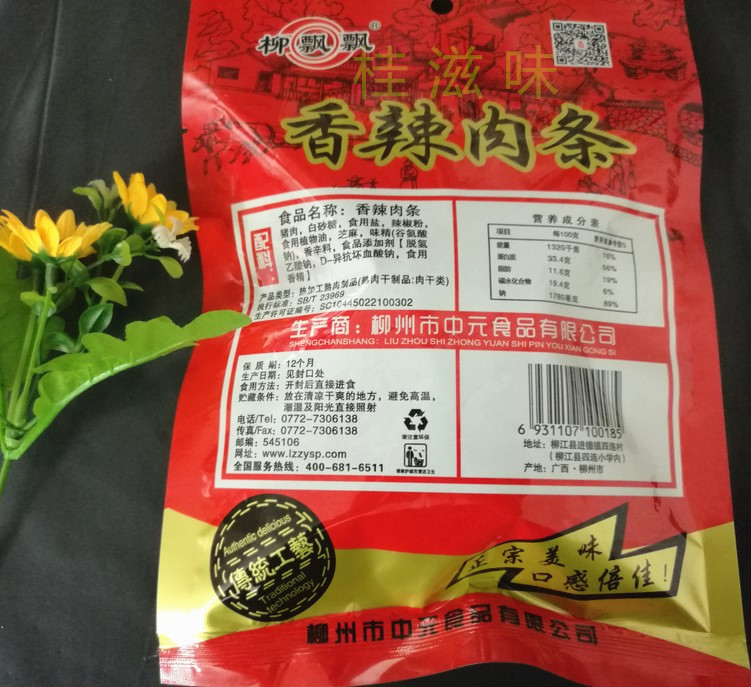 柳飘飘®
桂滋味
香辣肉条
配料:
食品名称:香辣肉条
猪肉,白砂糖,食用盐,辣椒粉,
食用植物油,芝麻,味精(谷氨酸
钠),香辛料,食品添加剂【脱氢
乙酸钠,D-异抗坏血酸钠,食用
香精】
产品类型:热加工熟肉制品(熟肉干制品:肉干类)
执行标准:SB/T 23969
生产许可证编号:SC10445022100302
营养成分表
项目 每100克 营养素参考值%
能量 1325千焦 16%
蛋白质 33.4克 56%
脂肪 11.6克 19%
碳水化合物 19.4克 6%
钠 1780毫克 89%
生产商:柳州市中元食品有限公司
SHENGCHANSHANG: LIU ZHOU SHI ZHONG YUAN SHI PIN YOU XIAN GONG SI
保质期:12个月
生产日期:见封口处
食用方法:开封后直接进食
贮藏条件:放在清凉干爽的地方,避免高温,
潮湿及阳光直接照射
电话/Tel: 0772-7306138
传真/Fax: 0772-7306138
邮编:545106
网址:www.lzzysp.com
全国服务热线:400-681-6511
请注意环保
6 931107 100185
地址:柳江县进德镇四连村
(柳江县四连小学内)
产地:广西·柳州市
Authentic delicious
傳統工藝
Traditional
technology
正宗美味
口感倍佳!
柳州市中元食品有限公司